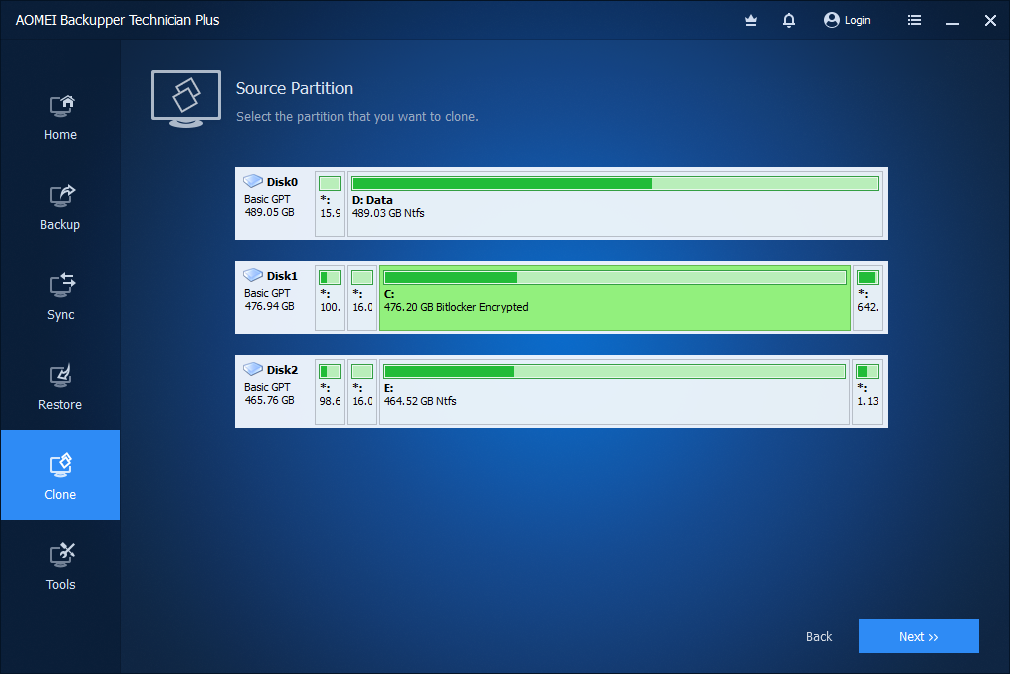 AOMEI Backupper Technician Plus
Login
Home
Backup
Sync
Restore
Clone
Tools
Source Partition
Select the partition that you want to clone.
Disk0
Basic GPT
489.05 GB
*:
15.9
D: Data
489.03 GB Ntfs
Disk1
Basic GPT
476.94 GB
*:
100.
*:
16.0
C:
476.20 GB Bitlocker Encrypted
*:
642.
Disk2
Basic GPT
465.76 GB
*:
98.6
*:
16.0
E:
464.52 GB Ntfs
*:
1.13
Back
Next >>